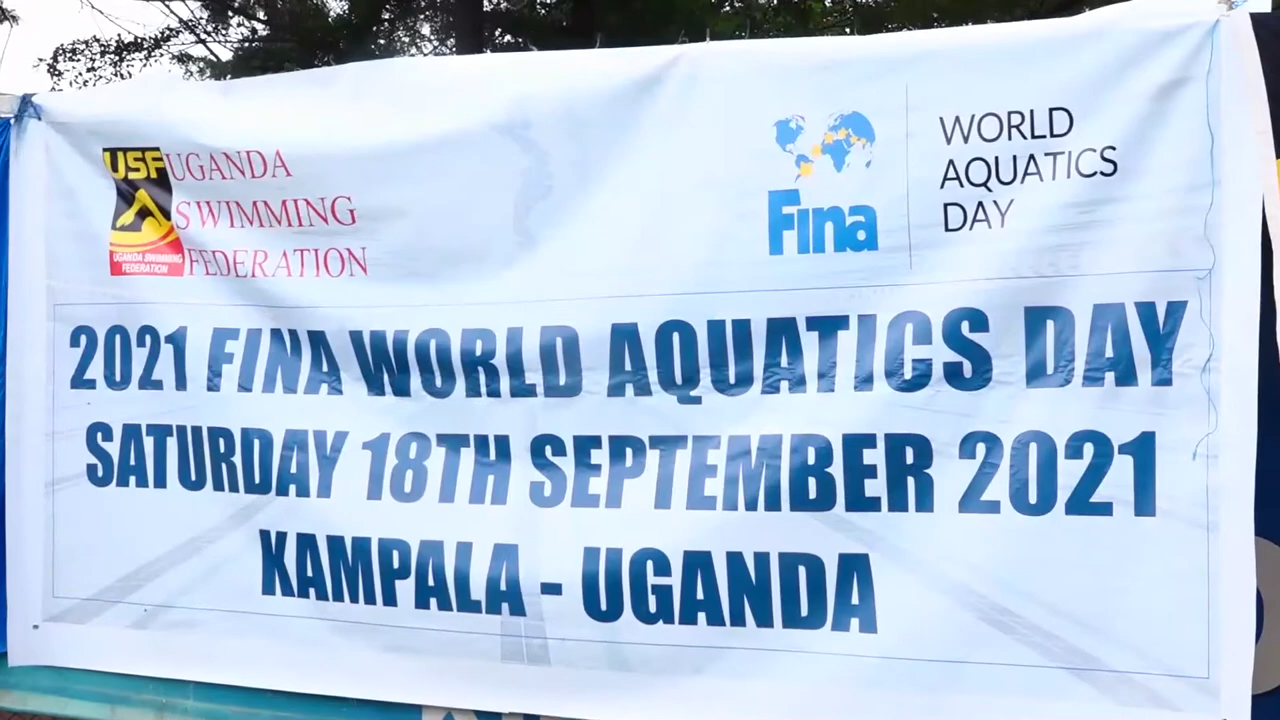 USF
UGANDA
SWIMMING
FEDERATION
UGANDA SWIMMING
FEDERATION
Fina
WORLD
AQUATICS
DAY
2021 FINA WORLD AQUATICS DAY
SATURDAY 18TH SEPTEMBER 2021
KAMPALA - UGANDA